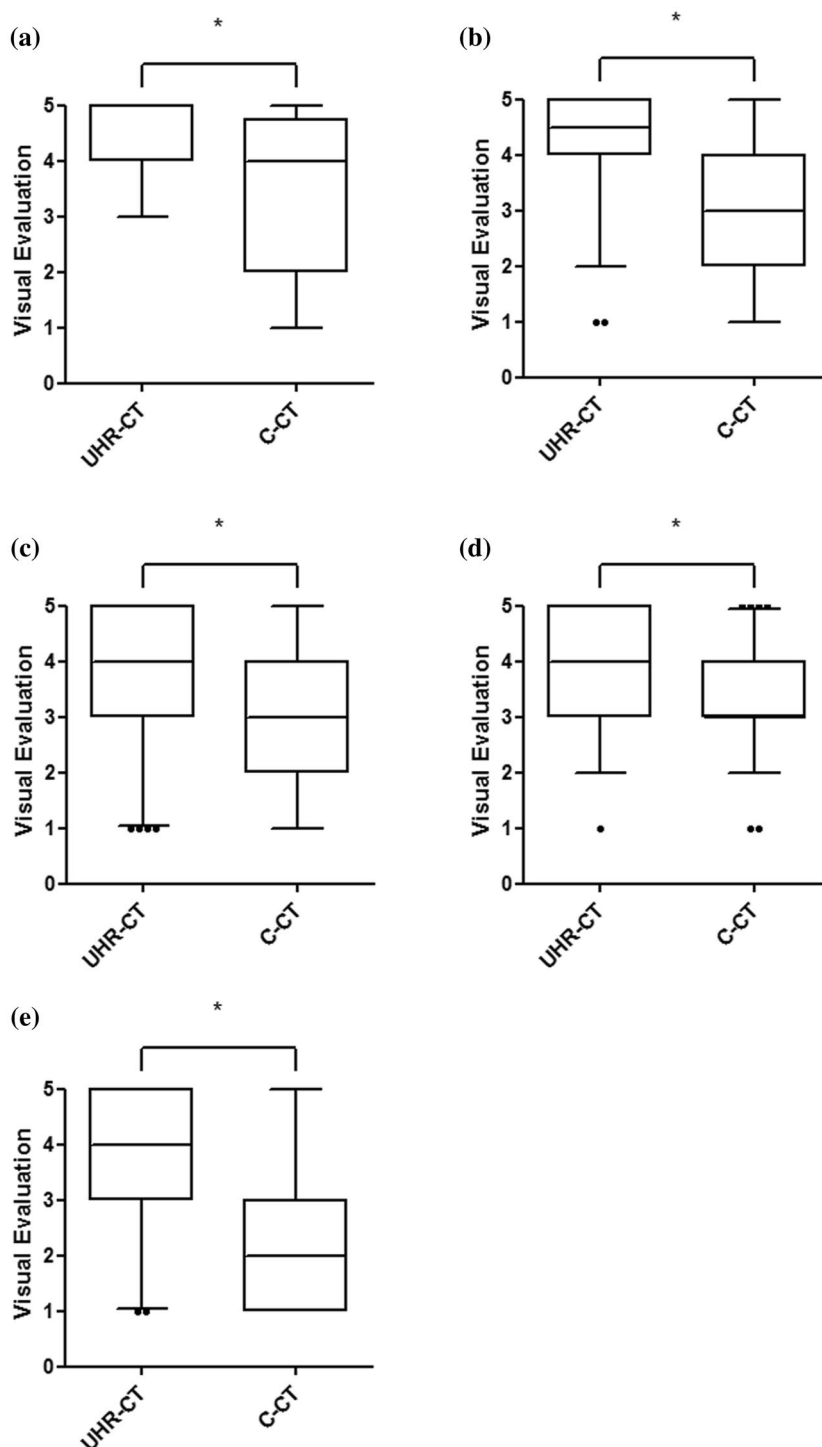 (a)
*
Visual Evaluation
5
4
3
2
1
0
UHR-CT
C-CT
(b)
*
Visual Evaluation
5
4
3
2
1
0
UHR-CT
C-CT
(c)
*
Visual Evaluation
5
4
3
2
1
0
UHR-CT
C-CT
(d)
*
Visual Evaluation
5
4
3
2
1
0
UHR-CT
C-CT
(e)
*
Visual Evaluation
5
4
3
2
1
0
UHR-CT
C-CT